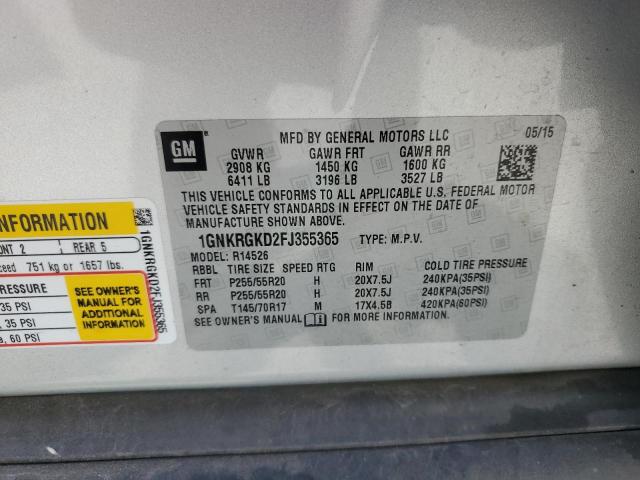 GM
MFD BY GENERAL MOTORS LLC 05/15
GVWR GAWR FRT GAWR RR
2908 KG 1450 KG 1600 KG
6411 LB 3196 LB 3527 LB
THIS VEHICLE CONFORMS TO ALL APPLICABLE U.S. FEDERAL MOTOR
VEHICLE SAFETY STANDARDS IN EFFECT ON THE DATE OF
MANUFACTURE SHOWN ABOVE.
1GNKRGKD2FJ355365 TYPE: M.P.V.
MODEL: R14526
RBBL TIRE SIZE SPEED RTG RIM COLD TIRE PRESSURE
FRT P255/55R20 H 20X7.5J 240KPA(35PSI)
RR P255/55R20 H 20X7.5J 240KPA(35PSI)
SPA T145/70R17 M 17X4.5B 420KPA(60PSI)
SEE OWNER'S MANUAL FOR MORE INFORMATION
INFORMATION
ONT 2 REAR 5
ceed 751 kg or 1657 lbs.
PRESSURE
35 PSI
, 35 PSI
a, 60 PSI
SEE OWNER'S
MANUAL FOR
ADDITIONAL
INFORMATION
1GNKRGKD2FJ355365